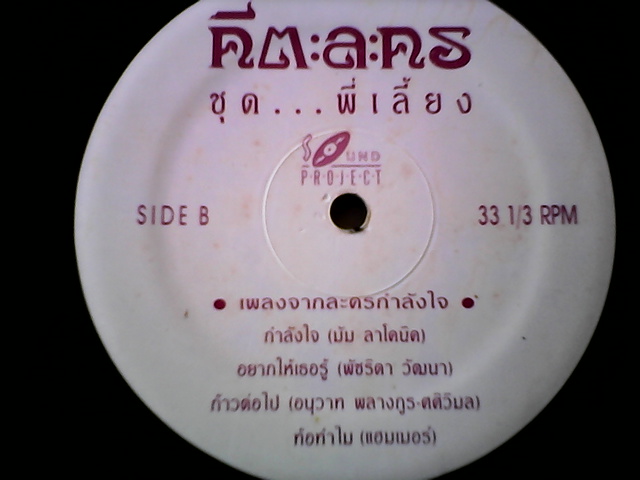 คีตะละคร
ชุด...พี่เลี้ยง
SOUND
P·R·O·J·E·C·T
SIDE B
33 1/3 RPM
● เพลงจากละครกำลังใจ ●
กำลังใจ (มัม ลาโคนิค)
อยากให้เธอรู้ (พัชริดา วัฒนา)
ก้าวต่อไป (อนุวาท พลางกูร-ศศิวิมล)
ท้อทำไม (แฮมเมอร์)